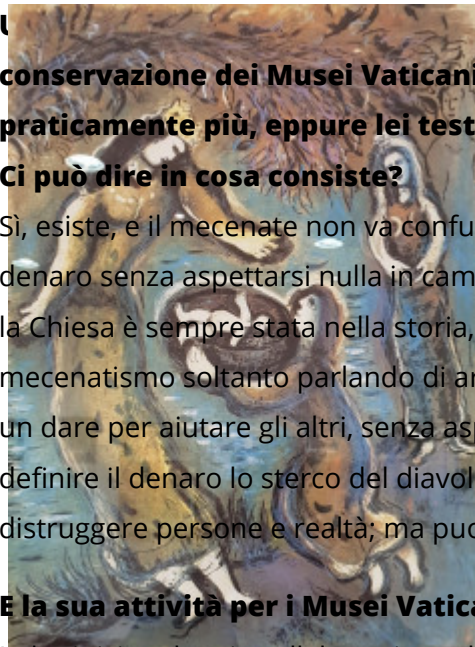 conservazione dei Musei Vaticani
praticamente più, eppure lei test
Ci può dire in cosa consiste?
Sì, esiste, e il mecenate non va confu
denaro senza aspettarsi nulla in cam
la Chiesa è sempre stata nella storia,
mecenatismo soltanto parlando di ar
un dare per aiutare gli altri, senza asp
definire il denaro lo sterco del diavol
distruggere persone e realtà; ma può
E la sua attività per i Musei Vatica